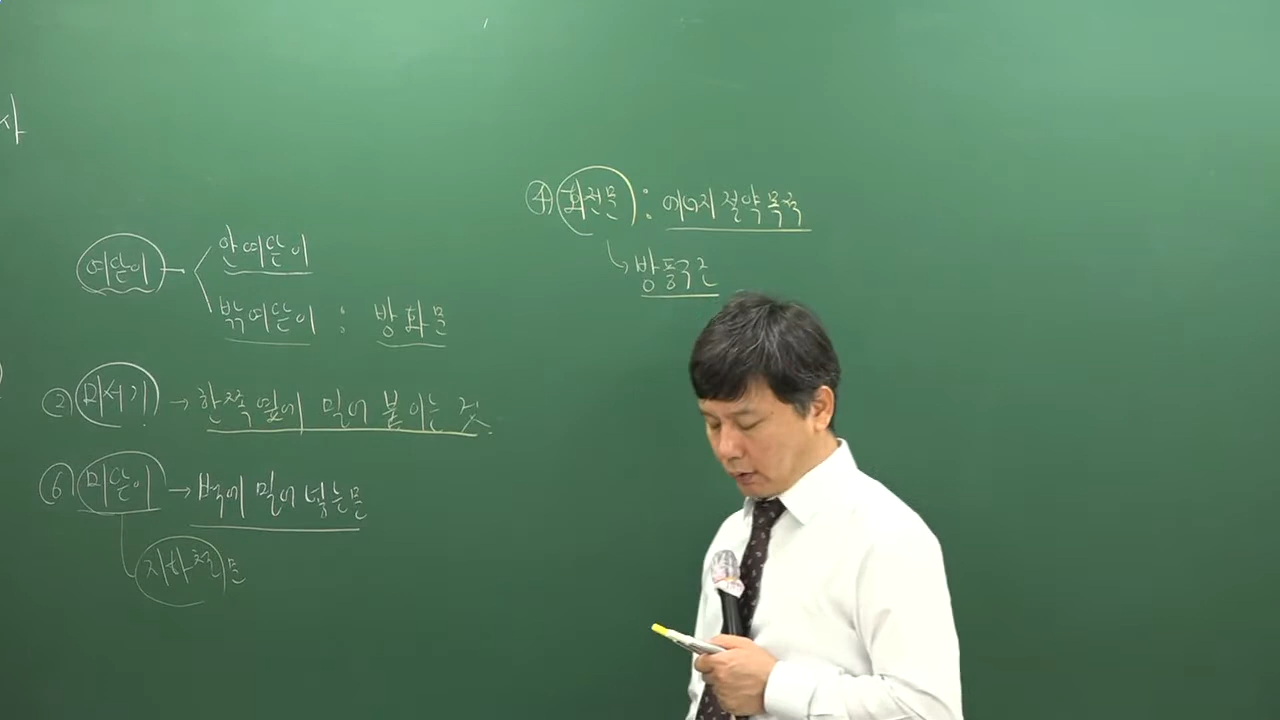 사
여닫이
안여닫이
밖여닫이 : 방화문
② 미서기 → 한쪽 옆에 밀어 붙이는 것.
⑥ 미닫이 → 벽에 밀어 넣는문
지하철문
④ 회전문 : 에너지 절약 목적
방풍구조